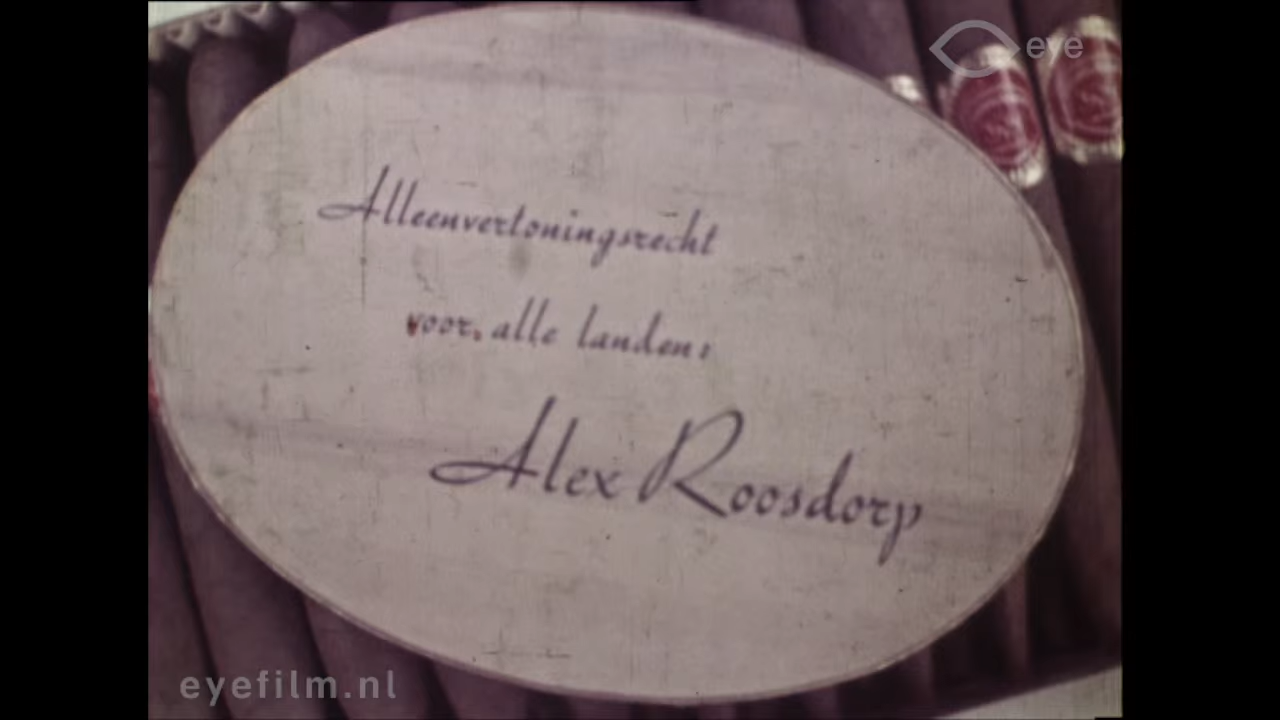 eye
Alleenvertoningsrecht
voor alle landen:
Alex Roosdorp
eyefilm.nl